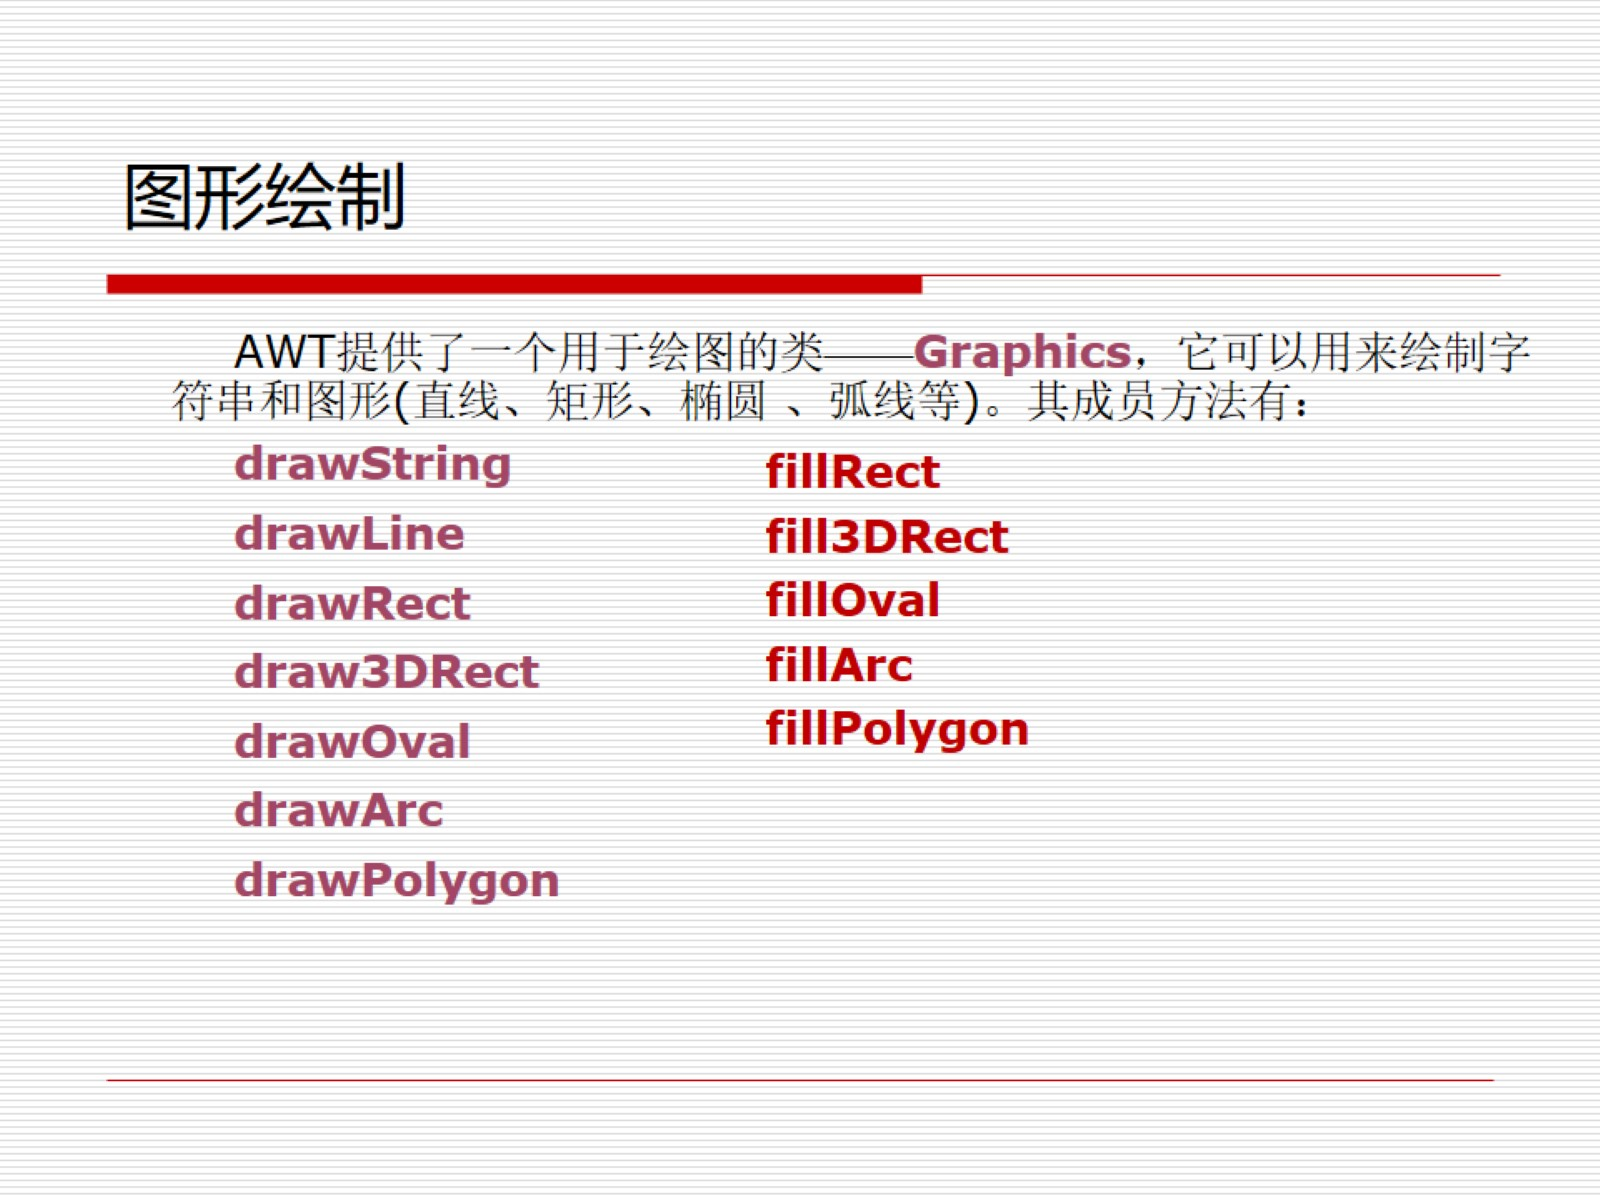 图形绘制
AWT提供了一个用于绘图的类——Graphics，它可以用来绘制字
符串和图形(直线、矩形、椭圆 、弧线等)。其成员方法有：
drawString
drawLine
drawRect
draw3DRect
drawOval
drawArc
drawPolygon
fillRect
fill3DRect
fillOval
fillArc
fillPolygon